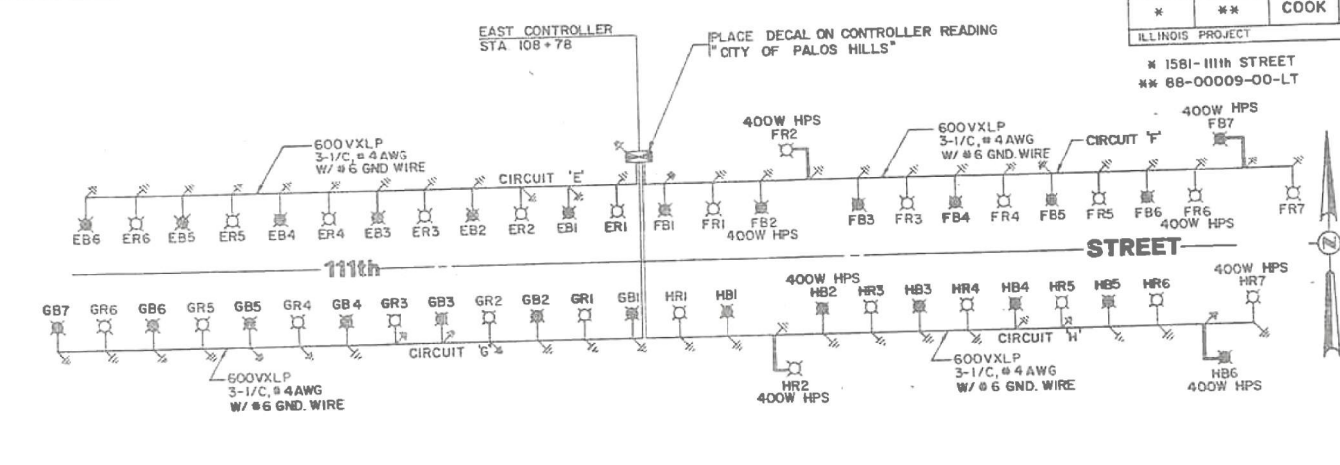 * ** COOK
ILLINOIS PROJECT
* 1581-111th STREET
** 88-00009-00-LT
EAST CONTROLLER
STA 108+78
PLACE DECAL ON CONTROLLER READING
"CITY OF PALOS HILLS"
600VXLP
3-1/C, #4AWG
W/ #6 GND WIRE
CIRCUIT 'E'
400W HPS
FR2
600VXLP
3-1/C, #4AWG
W/ #6 GND WIRE
CIRCUIT 'F'
400W HPS
FB7
EB6 ER6 EB5 ER5 EB4 ER4 EB3 ER3 EB2 ER2 EB1 ER1 FB1 FR1 FB2 FB3 FR3 FB4 FR4 FB5 FR5 FB6 FR6 FR7
400W HPS
400W HPS
111th STREET
Z
400W HPS
400W HPS
GB7 GR6 GB6 GR5 GB5 GR4 GB4 GR3 GB3 GR2 GB2 GR1 GB1 HR1 HB1 HB2 HR3 HB3 HR4 HB4 HR5 HB5 HR6 HR7
CIRCUIT 'G'
CIRCUIT 'H'
600VXLP
3-1/C, #4AWG
W/ #6 GND. WIRE
HR2
400W HPS
600VXLP
3-1/C, #4AWG
W/ #6 GND. WIRE
HB6
400W HPS